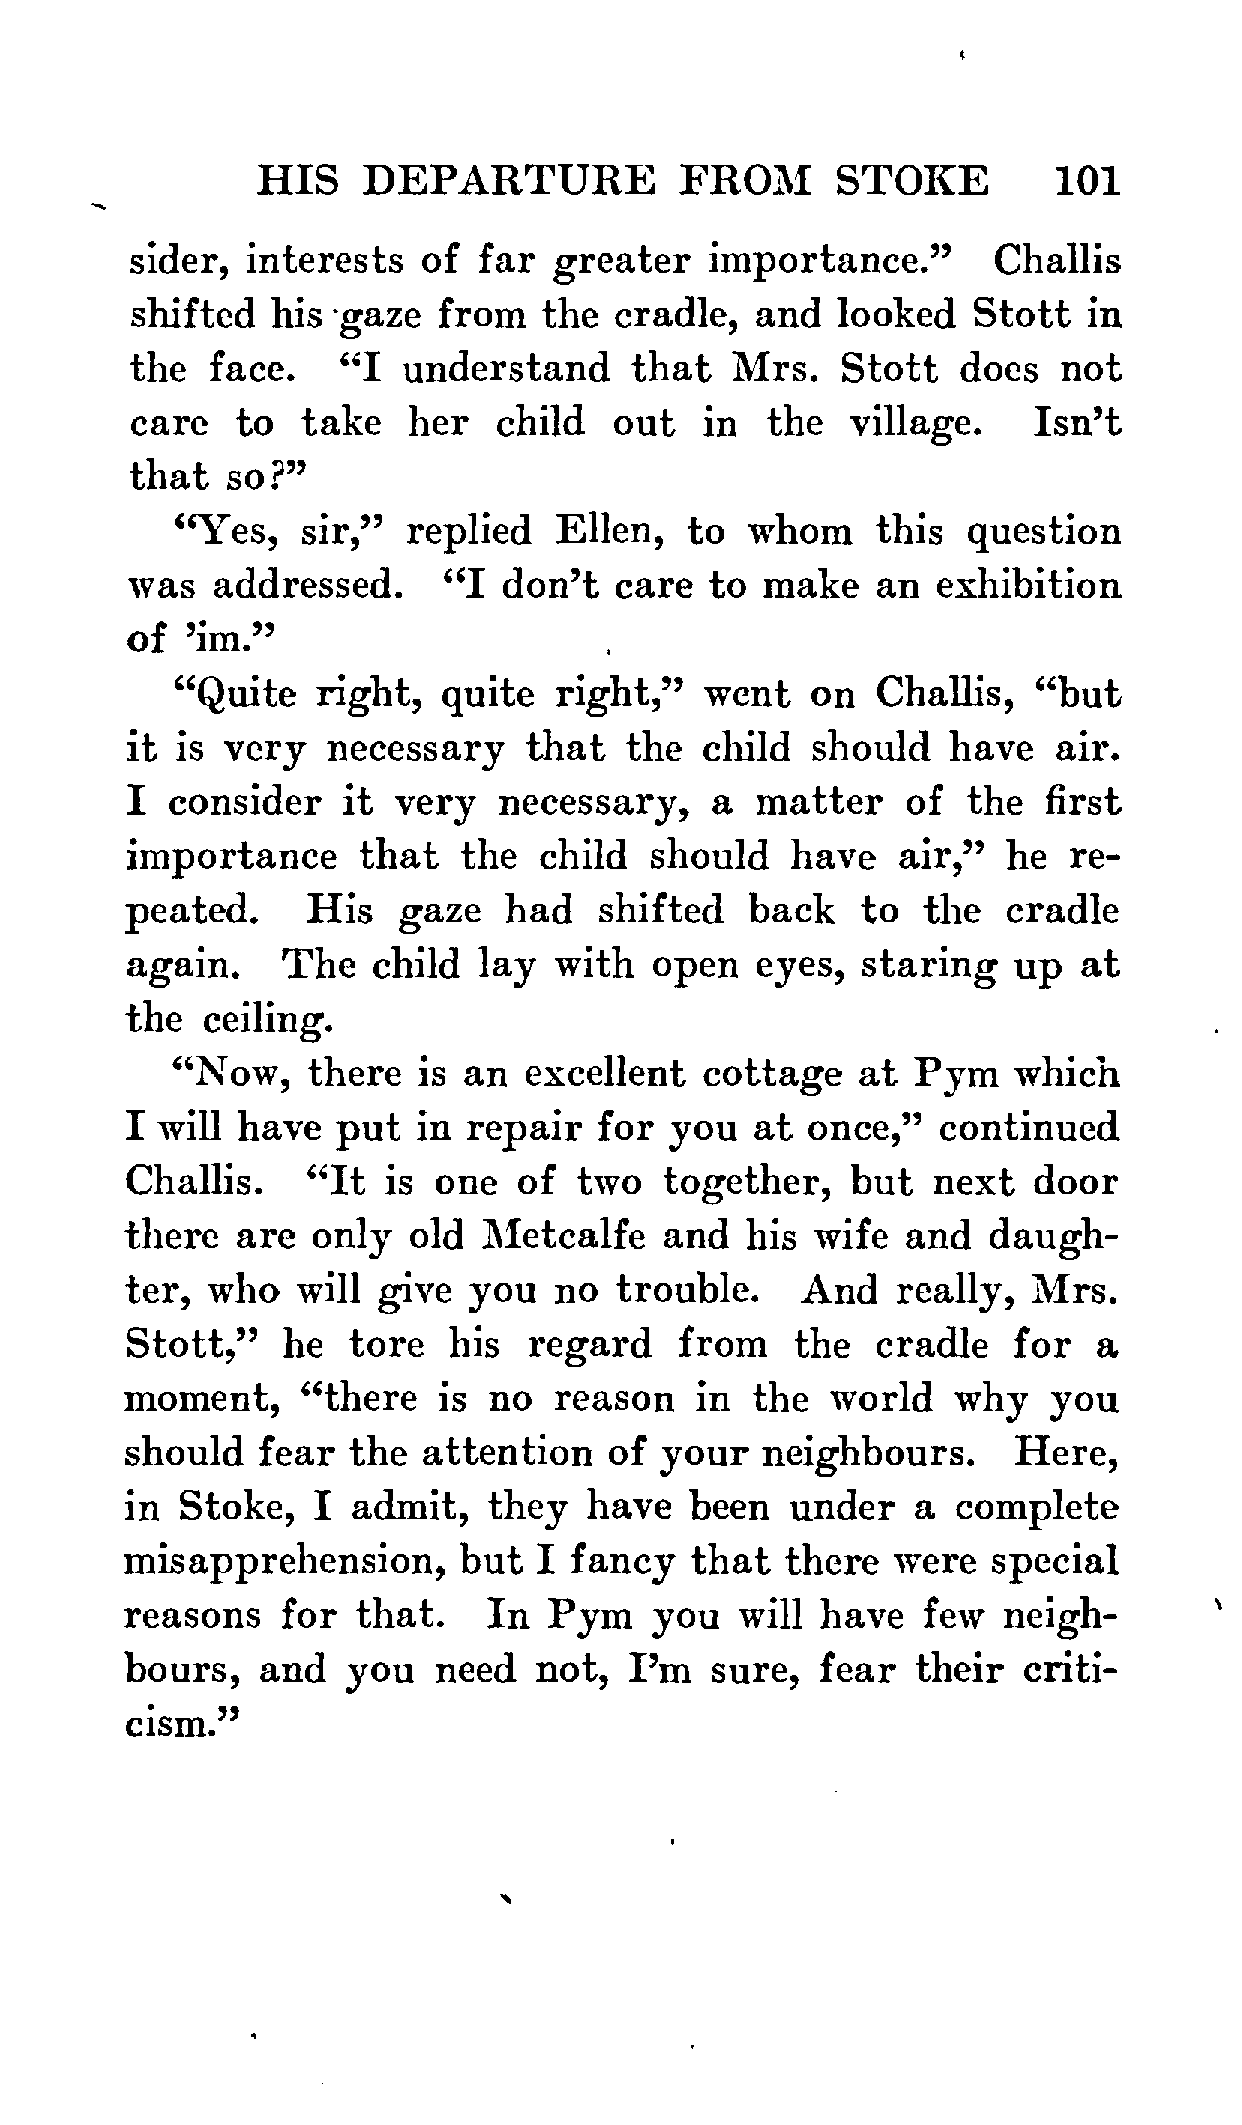 HIS DEPARTURE FROM STOKE 101
sider, interests of far greater importance." Challis
shifted his gaze from the cradle, and looked Stott in
the face. "I understand that Mrs. Stott does not
care to take her child out in the village. Isn't
that so?"
"Yes, sir," replied Ellen, to whom this question
was addressed. "I don't care to make an exhibition
of 'im."
"Quite right, quite right," went on Challis, "but
it is very necessary that the child should have air.
I consider it very necessary, a matter of the first
importance that the child should have air," he re-
peated. His gaze had shifted back to the cradle
again. The child lay with open eyes, staring up at
the ceiling.
"Now, there is an excellent cottage at Pym which
I will have put in repair for you at once," continued
Challis. "It is one of two together, but next door
there are only old Metcalfe and his wife and daugh-
ter, who will give you no trouble. And really, Mrs.
Stott," he tore his regard from the cradle for a
moment, "there is no reason in the world why you
should fear the attention of your neighbours. Here,
in Stoke, I admit, they have been under a complete
misapprehension, but I fancy that there were special
reasons for that. In Pym you will have few neigh-
bours, and you need not, I'm sure, fear their criti-
cism."